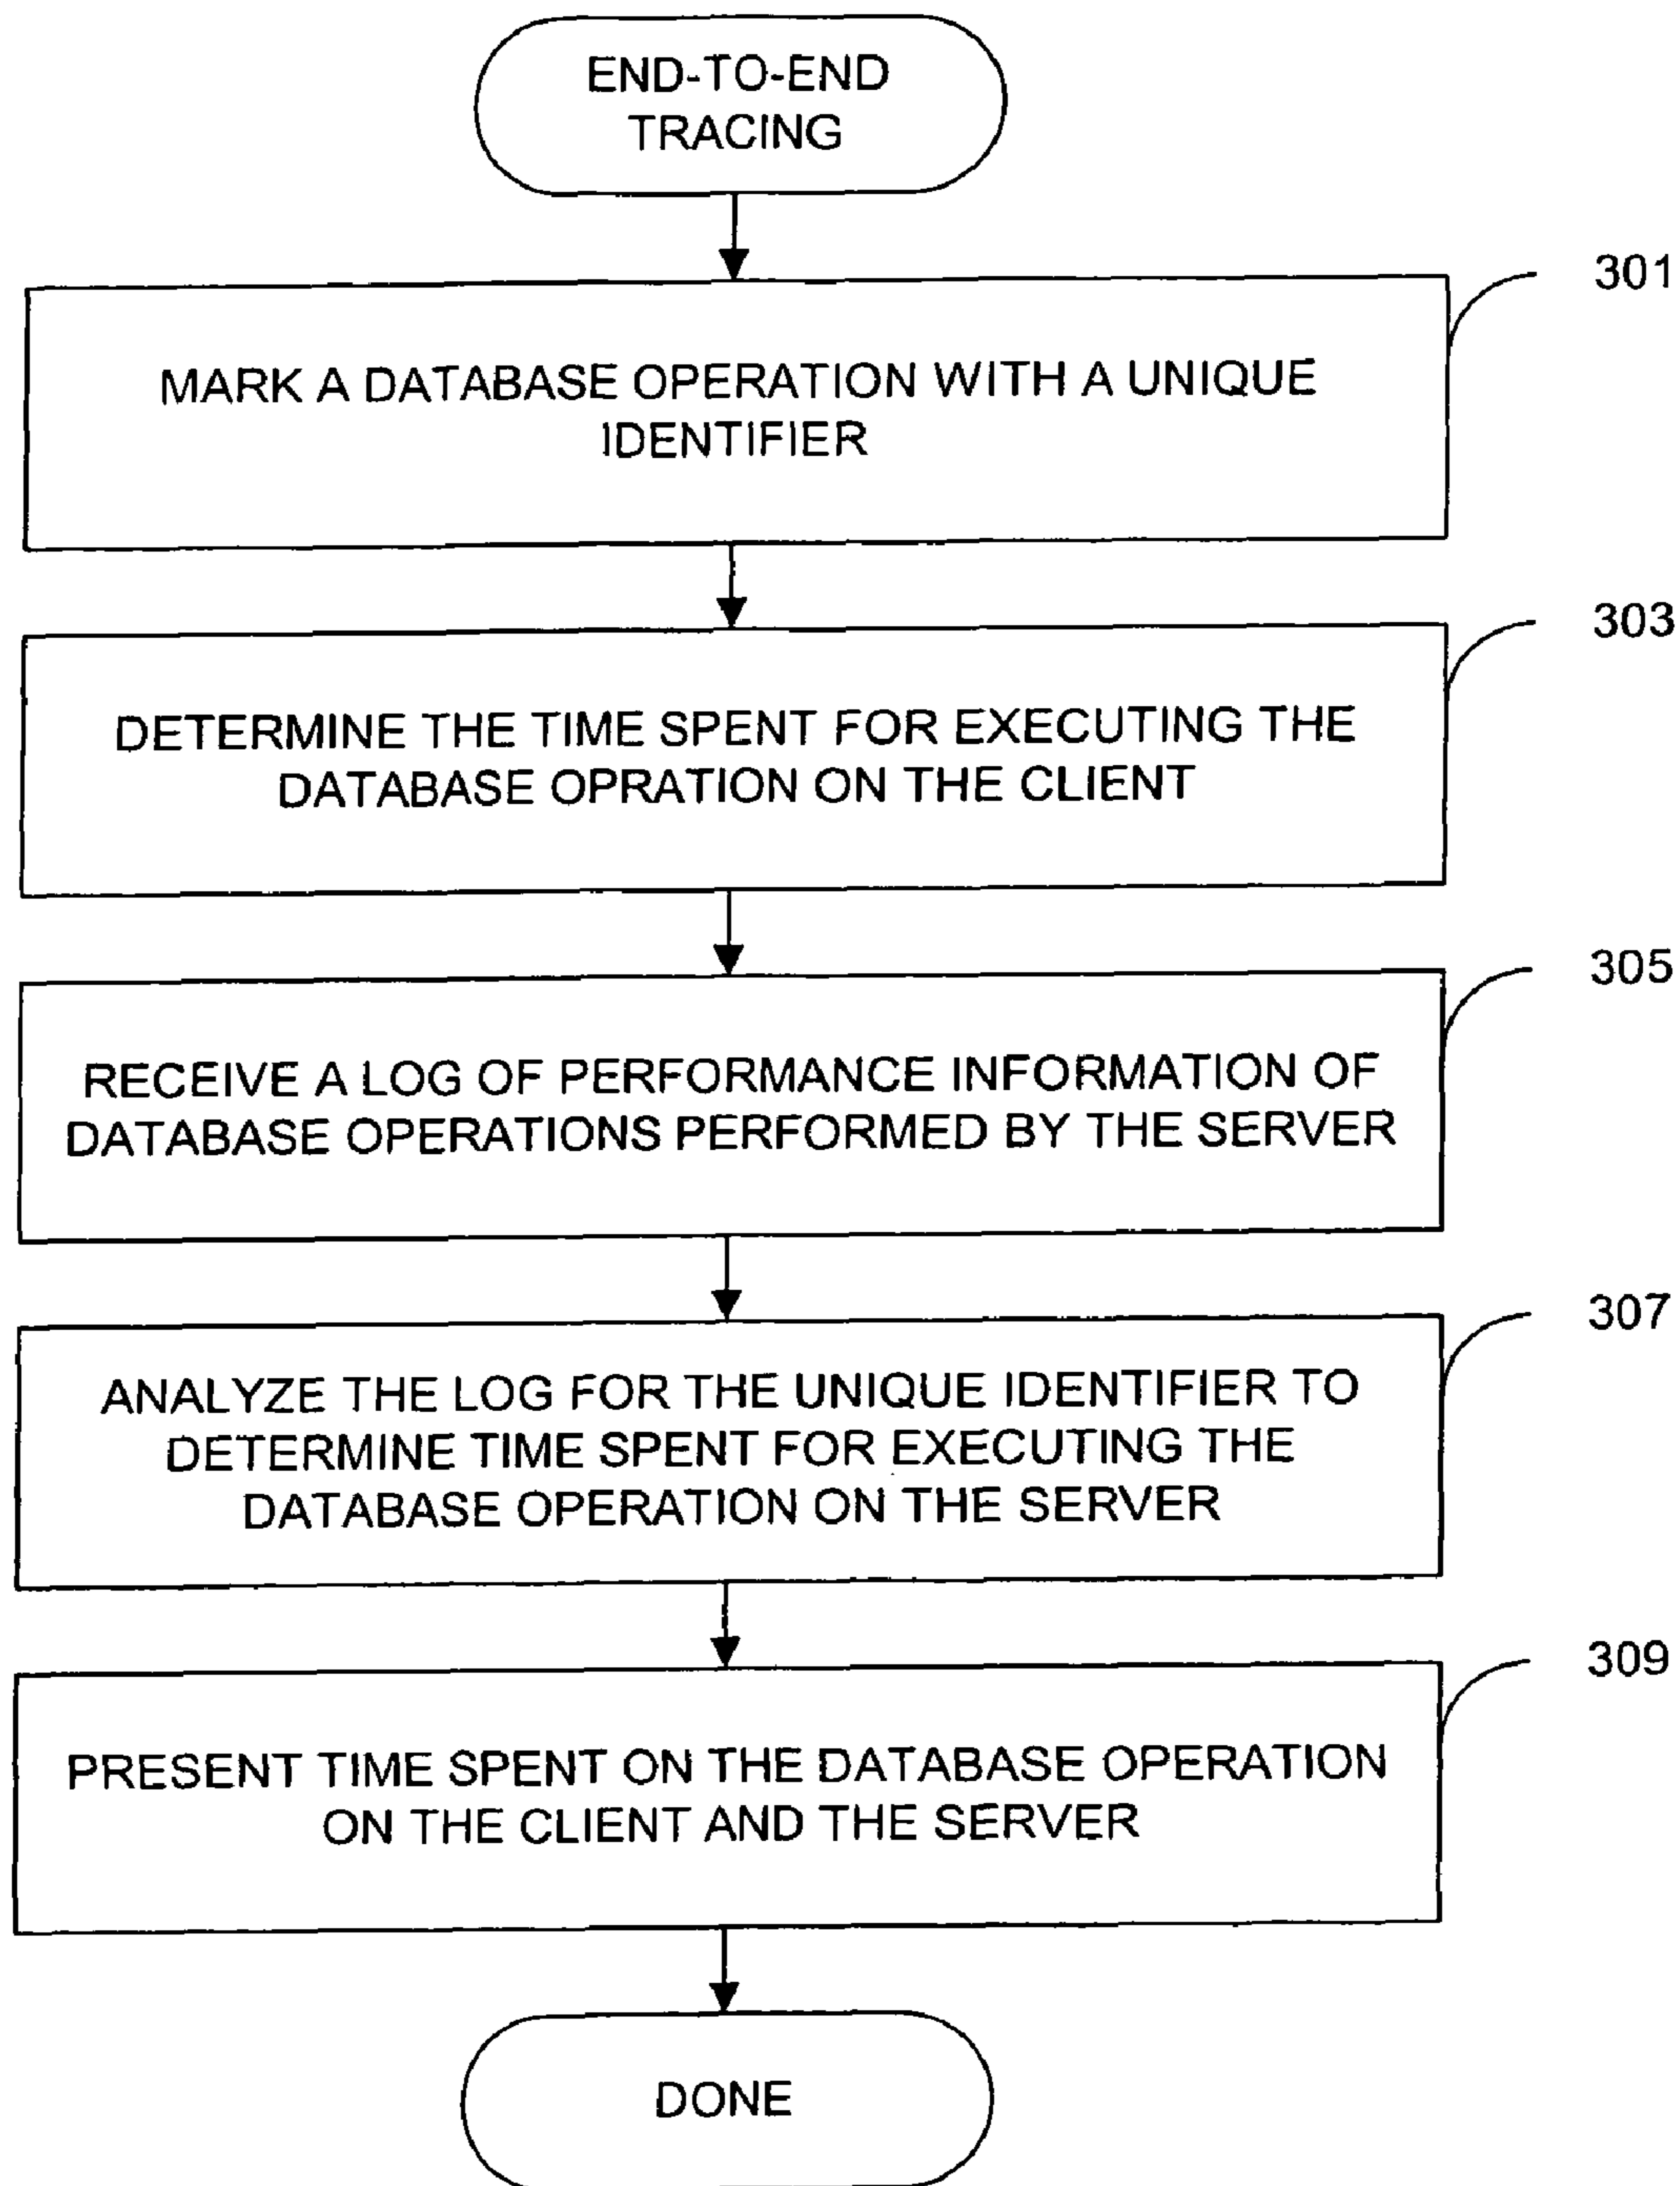 END-TO-END
TRACING
301
MARK A DATABASE OPERATION WITH A UNIQUE
IDENTIFIER
303
DETERMINE THE TIME SPENT FOR EXECUTING THE
DATABASE OPRATION ON THE CLIENT
305
RECEIVE A LOG OF PERFORMANCE INFORMATION OF
DATABASE OPERATIONS PERFORMED BY THE SERVER
307
ANALYZE THE LOG FOR THE UNIQUE IDENTIFIER TO
DETERMINE TIME SPENT FOR EXECUTING THE
DATABASE OPERATION ON THE SERVER
309
PRESENT TIME SPENT ON THE DATABASE OPERATION
ON THE CLIENT AND THE SERVER
DONE